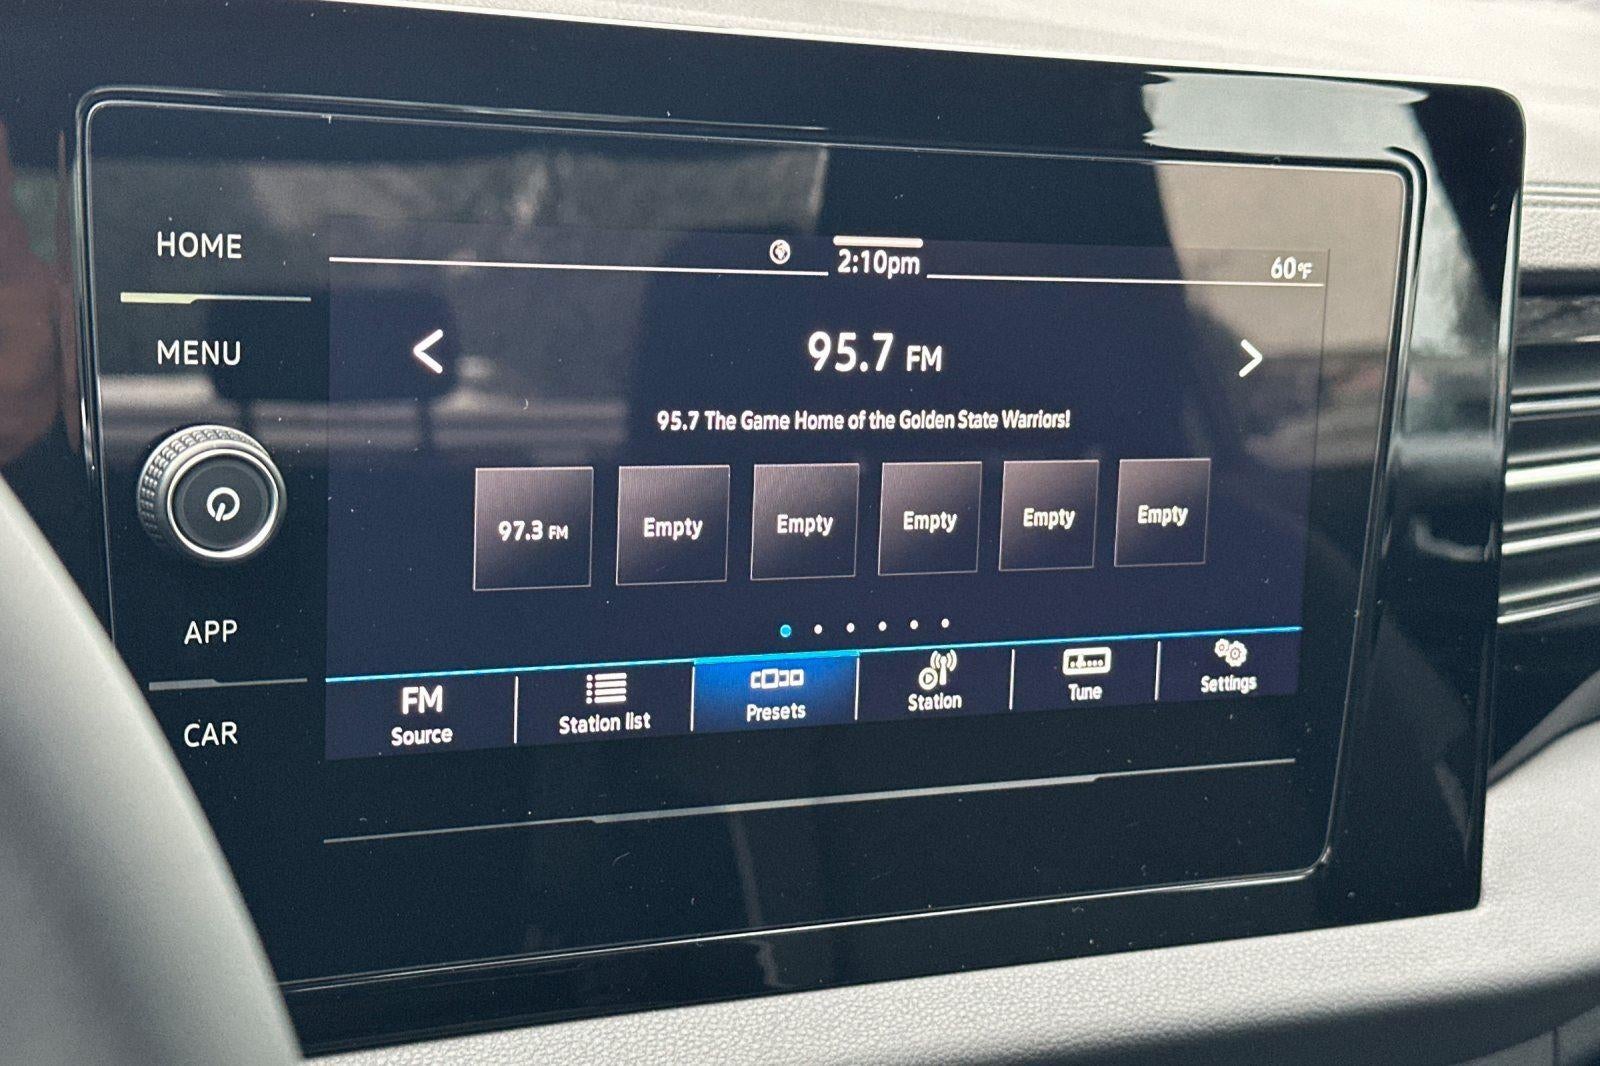 HOME
MENU
APP
CAR
2:10pm
60°F
95.7 FM
95.7 The Game Home of the Golden State Warriors!
97.3 FM
Empty
Empty
Empty
Empty
Empty
FM
Source
Station list
Presets
Station
Tune
Settings